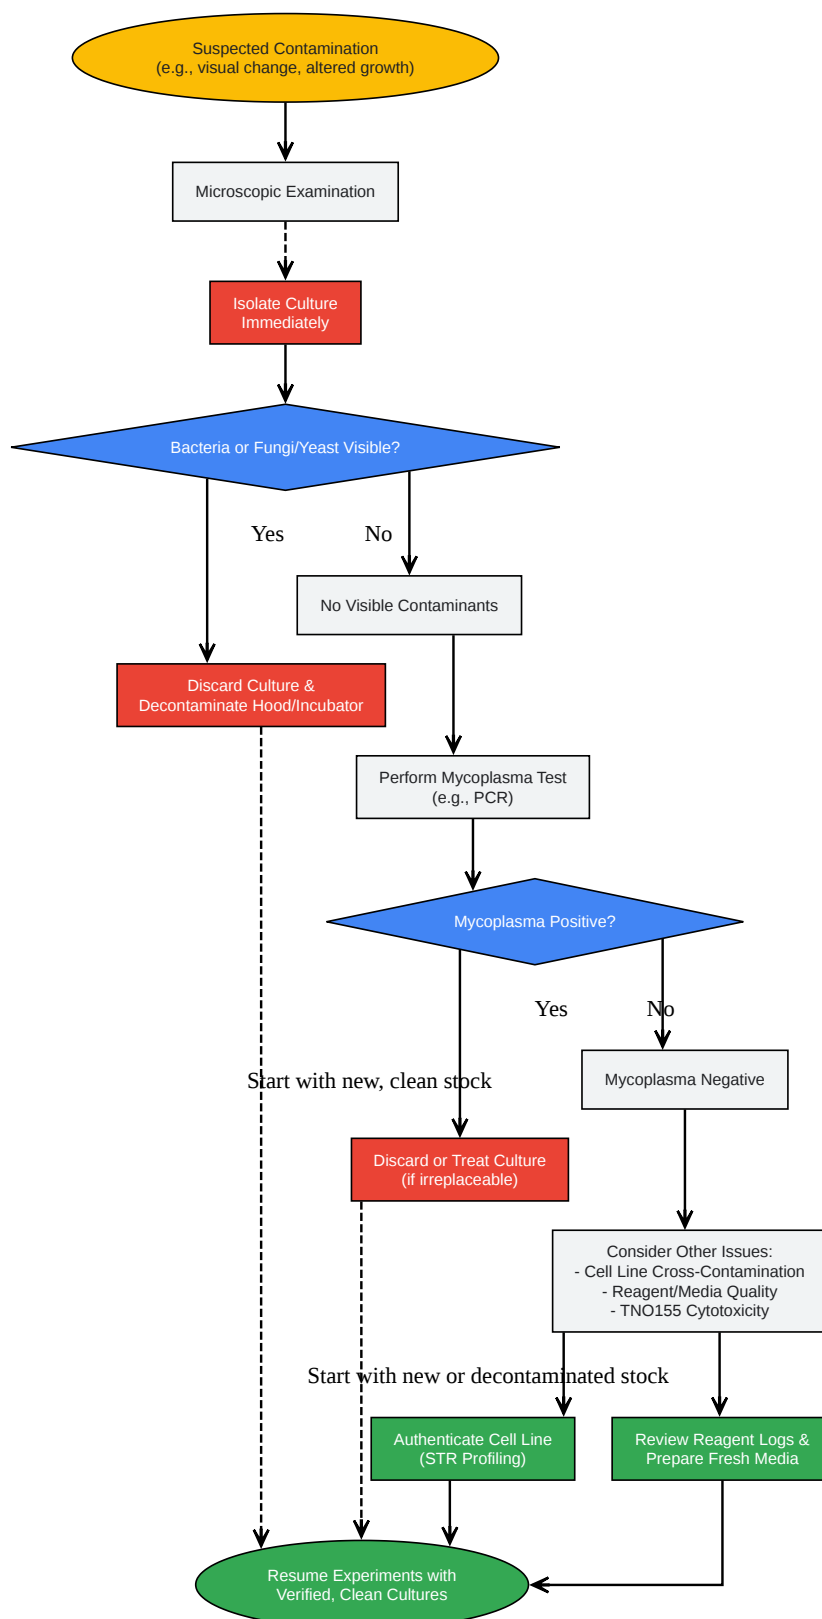 Suspected Contamination
(e.g., visual change, altered growth)
Microscopic Examination
Isolate Culture
Immediately
Bacteria or Fungi/Yeast Visible?
Yes
No
No Visible Contaminants
Discard Culture &
Decontaminate Hood/Incubator
Perform Mycoplasma Test
(e.g., PCR)
Mycoplasma Positive?
Yes
No
Start with new, clean stock
Mycoplasma Negative
Discard or Treat Culture
(if irreplaceable)
Consider Other Issues:
- Cell Line Cross-Contamination
- Reagent/Media Quality
- TNO155 Cytotoxicity
Start with new or decontaminated stock
Authenticate Cell Line
(STR Profiling)
Review Reagent Logs &
Prepare Fresh Media
Resume Experiments with
Verified, Clean Cultures